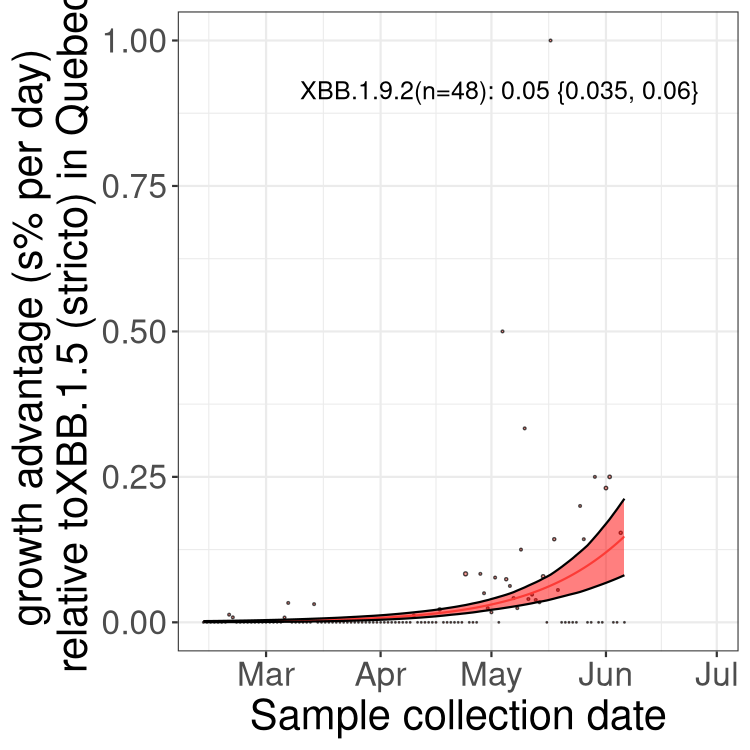 growth advantage (s% per day)
relative toXBB.1.5 (stricto) in Quebec
1.00
XBB.1.9.2(n=48): 0.05 {0.035, 0.06}
0.75
0.50
0.25
0.00
Mar Apr May Jun Jul
Sample collection date